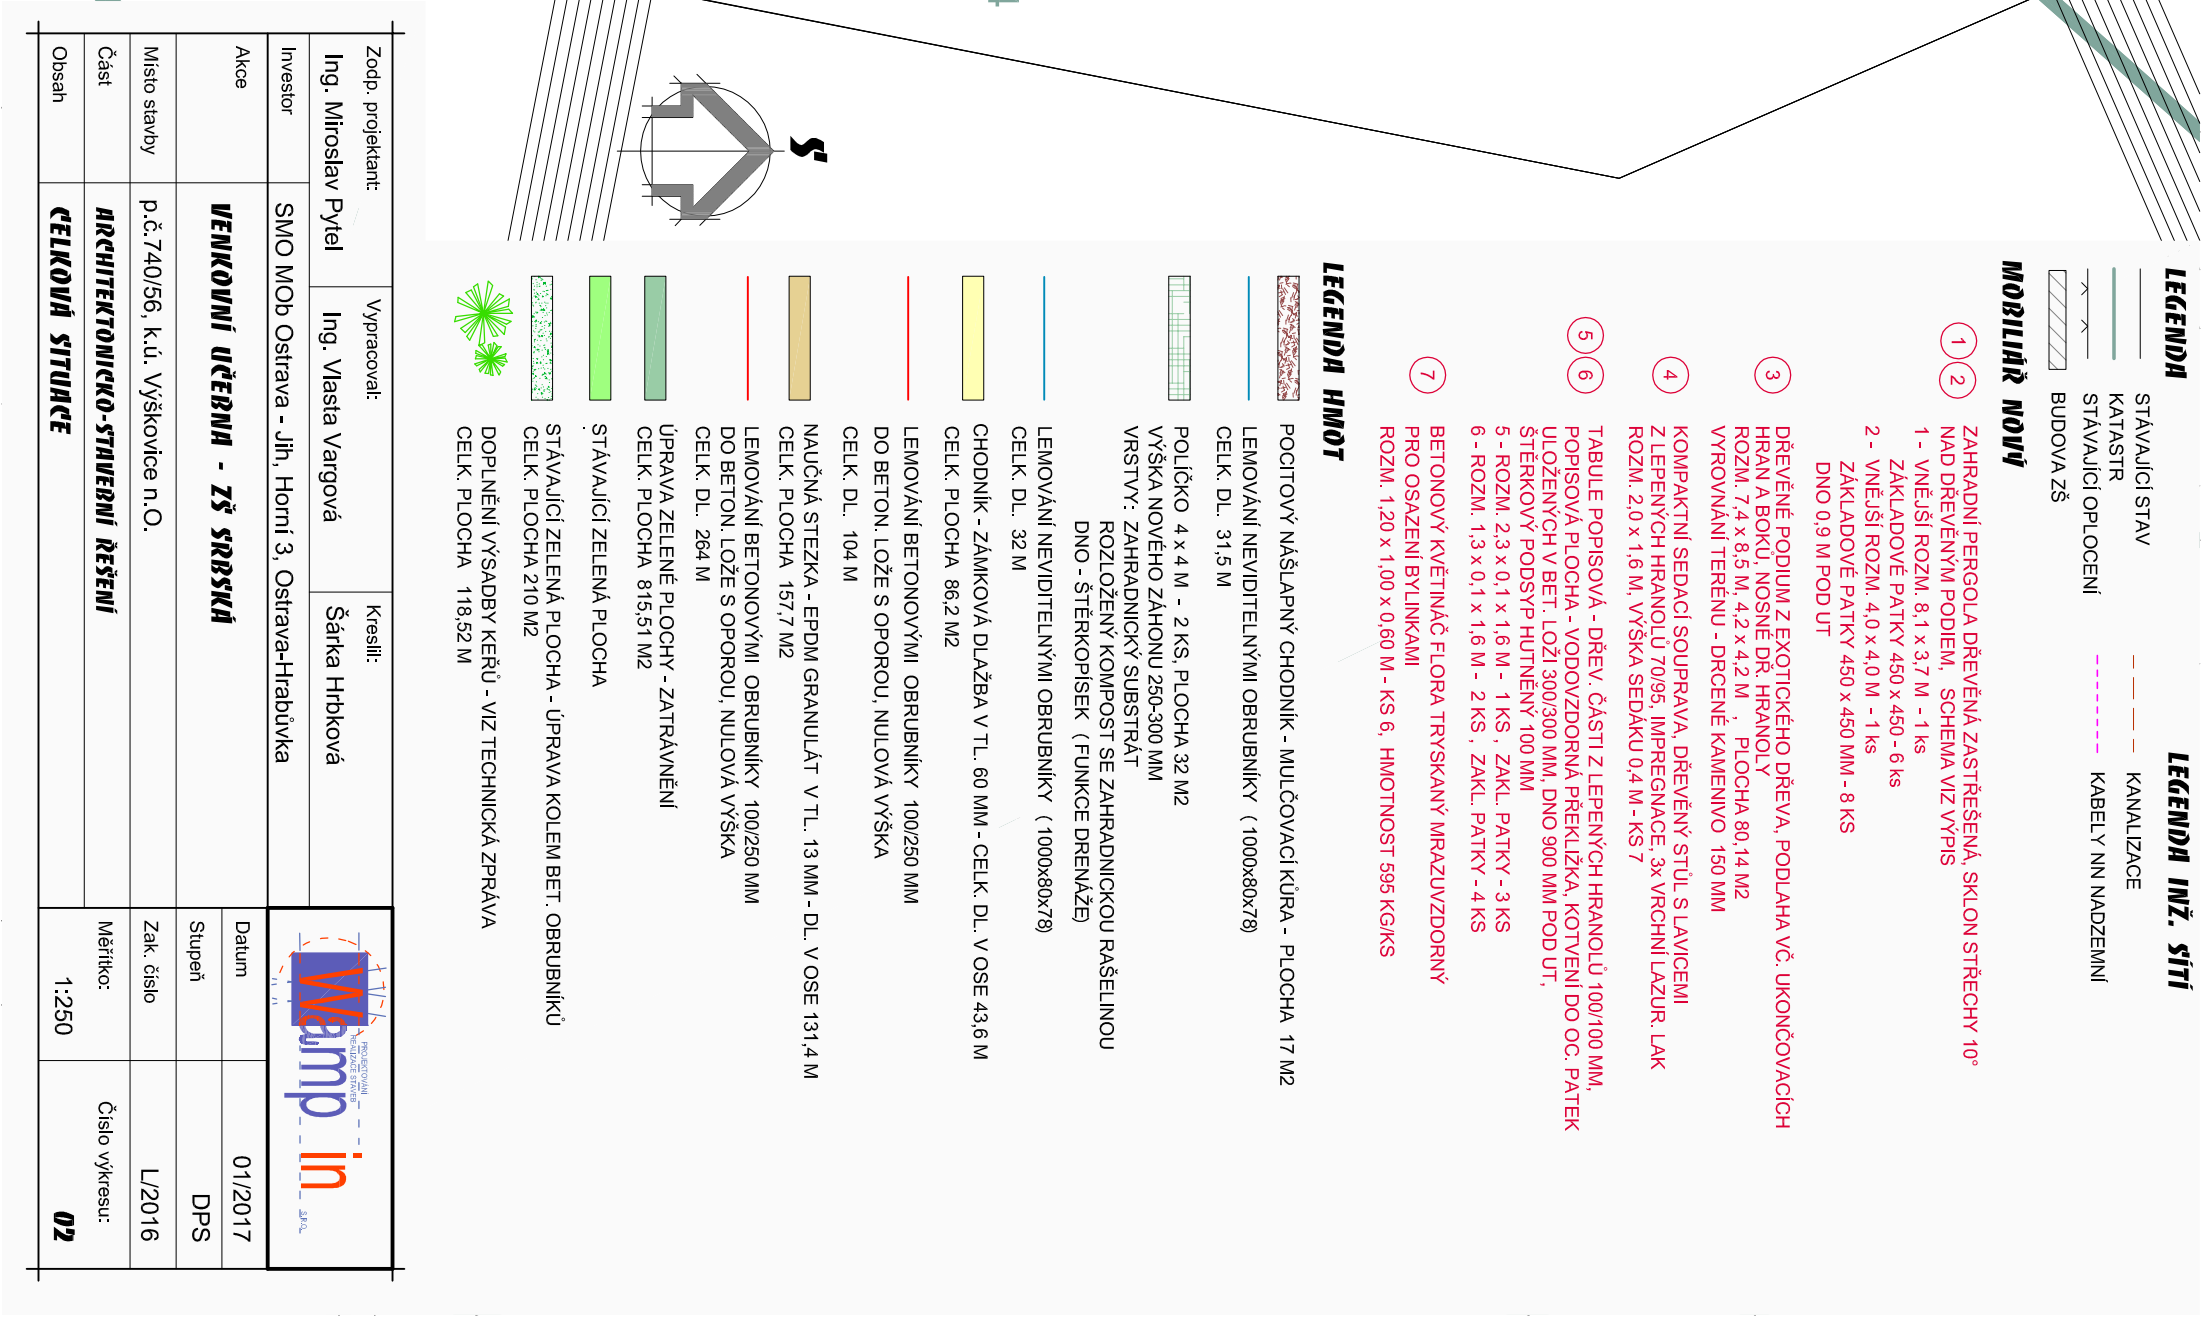 LEGENDA
STÁVAJÍCÍ STAV
KATASTR
STÁVAJÍCÍ OPLOCENÍ
BUDOVA ZŠ
LEGENDA INŽ. SÍTÍ
KANALIZACE
KABELY NN NADZEMNÍ
MOBILIÁŘ NOVÝ
1 2
ZAHRADNÍ PERGOLA DŘEVĚNÁ ZASTŘEŠENÁ, SKLON STŘECHY 10°
NAD DŘEVĚNÝM PODIEM, SCHEMA VIZ VÝPIS
1 - VNĚJŠÍ ROZM. 8,1 x 3,7 M - 1 ks
ZÁKLADOVÉ PATKY 450 x 450 - 6 ks
2 - VNĚJŠÍ ROZM. 4,0 x 4,0 M - 1 ks
ZÁKLADOVÉ PATKY 450 x 450 MM - 8 KS
DNO 0,9 M POD UT
3
DŘEVĚNÉ PODIUM Z EXOTICKÉHO DŘEVA, PODLAHA VČ. UKONČOVACÍCH
HRAN A BOKŮ, NOSNÉ DŘ. HRANOLY
ROZM. 7,4 x 8,5 M, 4,2 x 4,2 M , PLOCHA 80,14 M2
VYROVNÁNÍ TERÉNU - DRCENÉ KAMENIVO 150 MM
4
KOMPAKTNÍ SEDACÍ SOUPRAVA, DŘEVĚNÝ STŮL S LAVICEMI
Z LEPENÝCH HRANOLŮ 70/95, IMPREGNACE, 3x VRCHNÍ LAZUR. LAK
ROZM. 2,0 x 1,6 M, VÝŠKA SEDÁKU 0,4 M - KS 7
5 6
TABULE POPISOVÁ - DŘEV. ČÁSTI Z LEPENÝCH HRANOLŮ 100/100 MM,
POPISOVÁ PLOCHA - VODOVZDORNÁ PŘEKLIŽKA, KOTVENÍ DO OC. PATEK
ULOŽENÝCH V BET. LOŽI 300/300 MM, DNO 900 MM POD UT,
ŠTĚRKOVÝ PODSYP HUTNĚNÝ 100 MM
5 - ROZM. 2,3 x 0,1 x 1,6 M - 1 KS , ZAKL. PATKY - 3 KS
6 - ROZM. 1,3 x 0,1 x 1,6 M - 2 KS , ZAKL. PATKY - 4 KS
7
BETONOVÝ KVĚTINÁČ FLORA TRYSKANÝ MRAZUVZDORNÝ
PRO OSAZENÍ BYLINKAMI
ROZM. 1,20 x 1,00 x 0,60 M - KS 6, HMOTNOST 595 KG/KS
LEGENDA HMOT
POCITOVÝ NÁŠLAPNÝ CHODNÍK - MULČOVACÍ KŮRA - PLOCHA 17 M2
LEMOVÁNÍ NEVIDITELNÝMI OBRUBNÍKY ( 1000x80x78)
CELK. DL. 31,5 M
POLÍČKO 4 x 4 M - 2 KS, PLOCHA 32 M2
VÝŠKA NOVÉHO ZÁHONU 250-300 MM
VRSTVY: ZAHRADNICKÝ SUBSTRÁT
ROZLOŽENÝ KOMPOST SE ZAHRADNICKOU RAŠELINOU
DNO - ŠTĚRKOPÍSEK ( FUNKCE DRENÁŽE)
LEMOVÁNÍ NEVIDITELNÝMI OBRUBNÍKY ( 1000x80x78)
CELK. DL. 32 M
CHODNÍK - ZÁMKOVÁ DLAŽBA V TL. 60 MM - CELK. DL. V OSE 43,6 M
CELK. PLOCHA 86,2 M2
LEMOVÁNÍ BETONOVÝMI OBRUBNÍKY 100/250 MM
DO BETON. LOŽE S OPOROU, NULOVÁ VÝŠKA
CELK. DL. 104 M
NAUČNÁ STEZKA - EPDM GRANULÁT V TL. 13 MM - DL. V OSE 131,4 M
CELK. PLOCHA 157,7 M2
LEMOVÁNÍ BETONOVÝMI OBRUBNÍKY 100/250 MM
DO BETON. LOŽE S OPOROU, NULOVÁ VÝŠKA
CELK. DL. 264 M
ÚPRAVA ZELENÉ PLOCHY - ZATRÁVNĚNÍ
CELK. PLOCHA 815,51 M2
STÁVAJÍCÍ ZELENÁ PLOCHA
.
STÁVAJÍCÍ ZELENÁ PLOCHA - ÚPRAVA KOLEM BET. OBRUBNÍKŮ
CELK. PLOCHA 210 M2
DOPLNĚNÍ VÝSADBY KEŘŮ - VIZ TECHNICKÁ ZPRÁVA
CELK. PLOCHA 118,52 M
S
Zodp. projektant:
Ing. Miroslav Pytel
Vypracoval:
Ing. Vlasta Vargová
Kreslil:
Šárka Hrbková
Investor
SMO MOb Ostrava - Jih, Horní 3, Ostrava-Hrabůvka
Akce
VENKOVNÍ UČEBNA - ZŠ SRBSKÁ
Místo stavby
p.č.740/56, k.ú. Výškovice n.O.
Část
ARCHITEKTONICKO-STAVEBNÍ ŘEŠENÍ
Obsah
CELKOVÁ SITUACE
Wamp in
PROJEKTOVÁNÍ
REALIZACE STAVEB
S.R.O.
Datum
01/2017
Stupeň
DPS
Zak. číslo
L/2016
Měřítko:
1:250
Číslo výkresu:
02